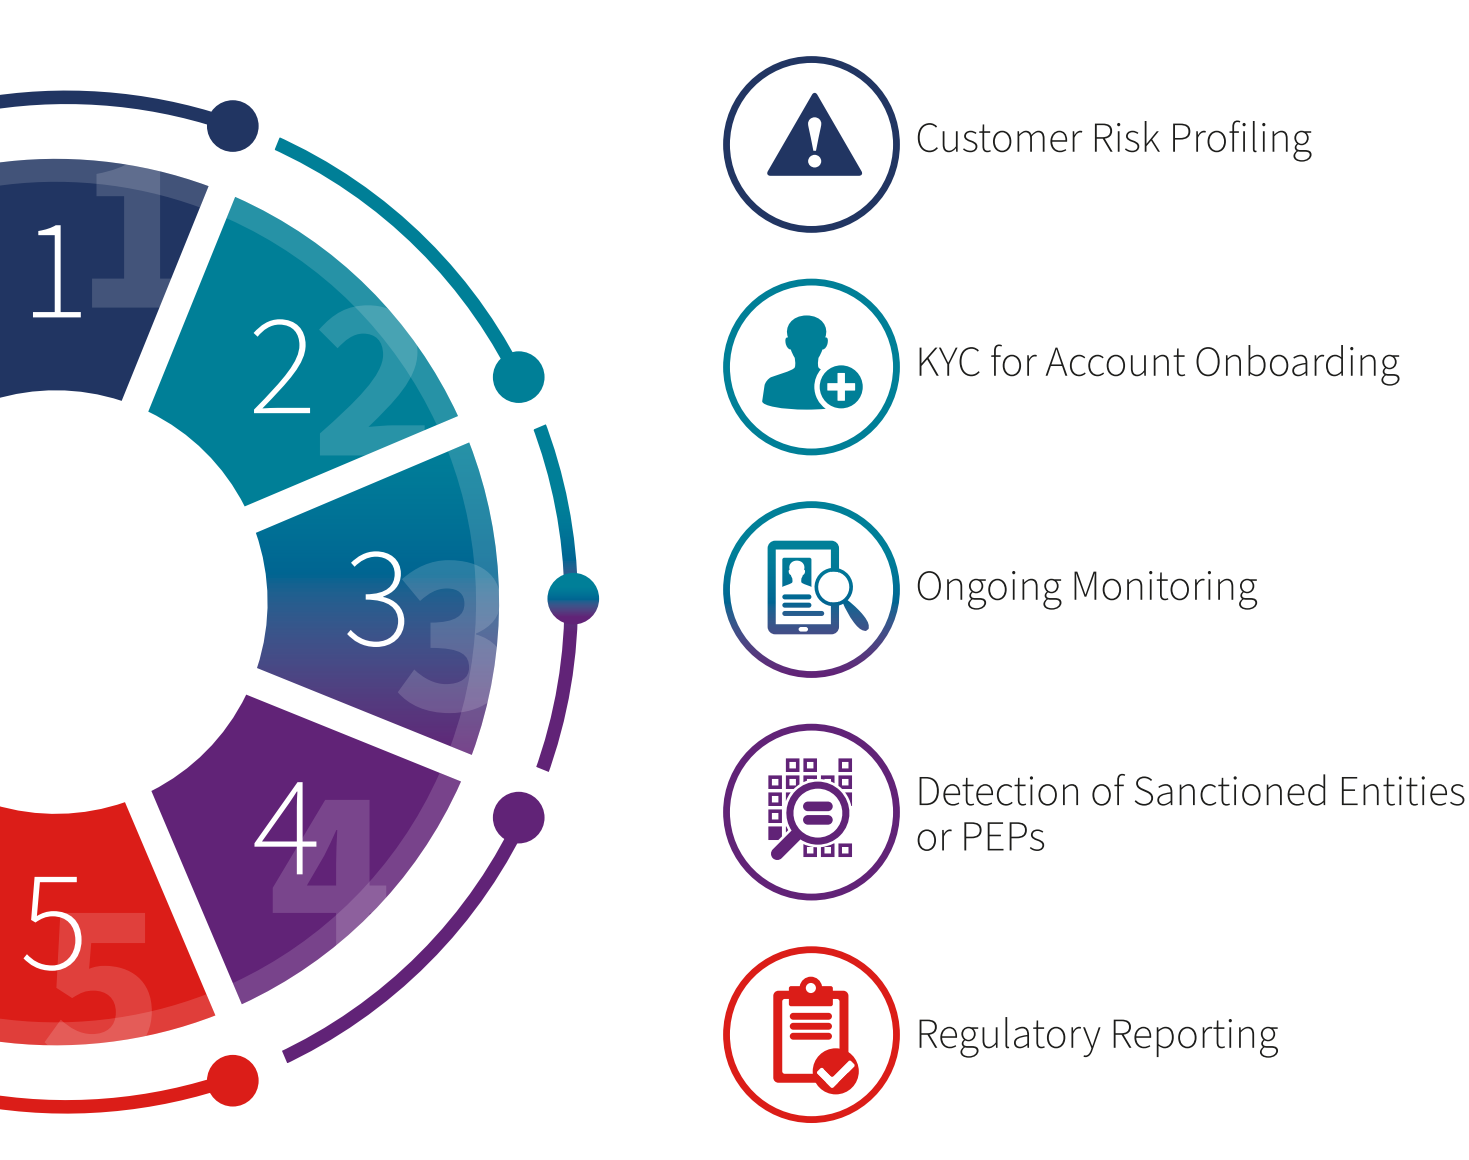 1
Customer Risk Profiling
2
KYC for Account Onboarding
3
Ongoing Monitoring
4
Detection of Sanctioned Entities
or PEPs
5
Regulatory Reporting